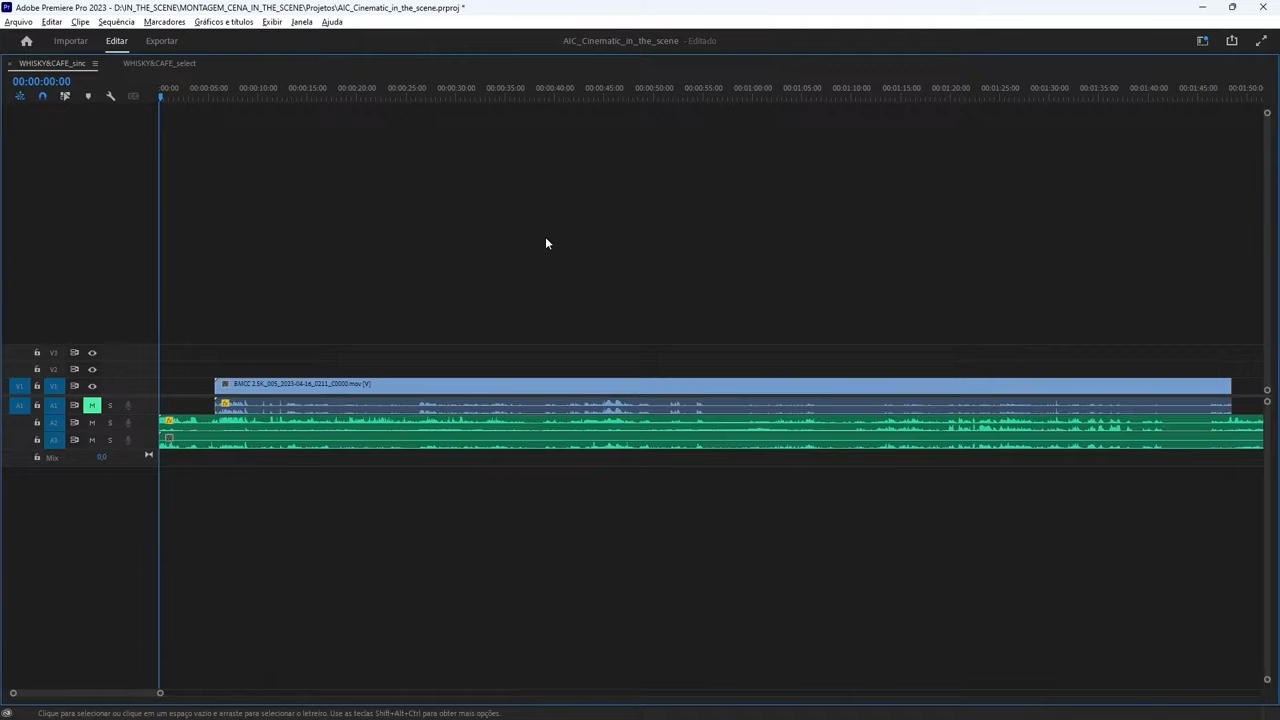 Adobe Premiere Pro 2023 - D:\IN_THE_SCENE\MONTAGEM_CENA_IN_THE_SCENE\Projetos\AIC_Cinematic_in_the_scene.prproj *
Arquivo Editar Clipe Sequência Marcadores Gráficos e títulos Exibir Janela Ajuda
Importar Editar Exportar AIC_Cinematic_in_the_scene - Editado
WHISKY&CAFE_sinc WHISKY&CAFE_select
00:00:00:00
:00:00 00:00:05:00 00:00:10:00 00:00:15:00 00:00:20:00 00:00:25:00 00:00:30:00 00:00:35:00 00:00:40:00 00:00:45:00 00:00:50:00 00:00:55:00 00:01:00:00 00:01:05:00 00:01:10:00 00:01:15:00 00:01:20:00 00:01:25:00 00:01:30:00 00:01:35:00 00:01:40:00 00:01:45:00 00:01:50:0
V3
V2
V1 V1 BMCC 2.5K_005_2023-04-16_0211_C0000.mov [V]
A1 A1 M S
A2 M S
A3 M S
Mix 0,0
Clique para selecionar ou clique em um espaço vazio e arraste para selecionar o letreiro. Use as teclas Shift+Alt+Ctrl para obter mais opções.